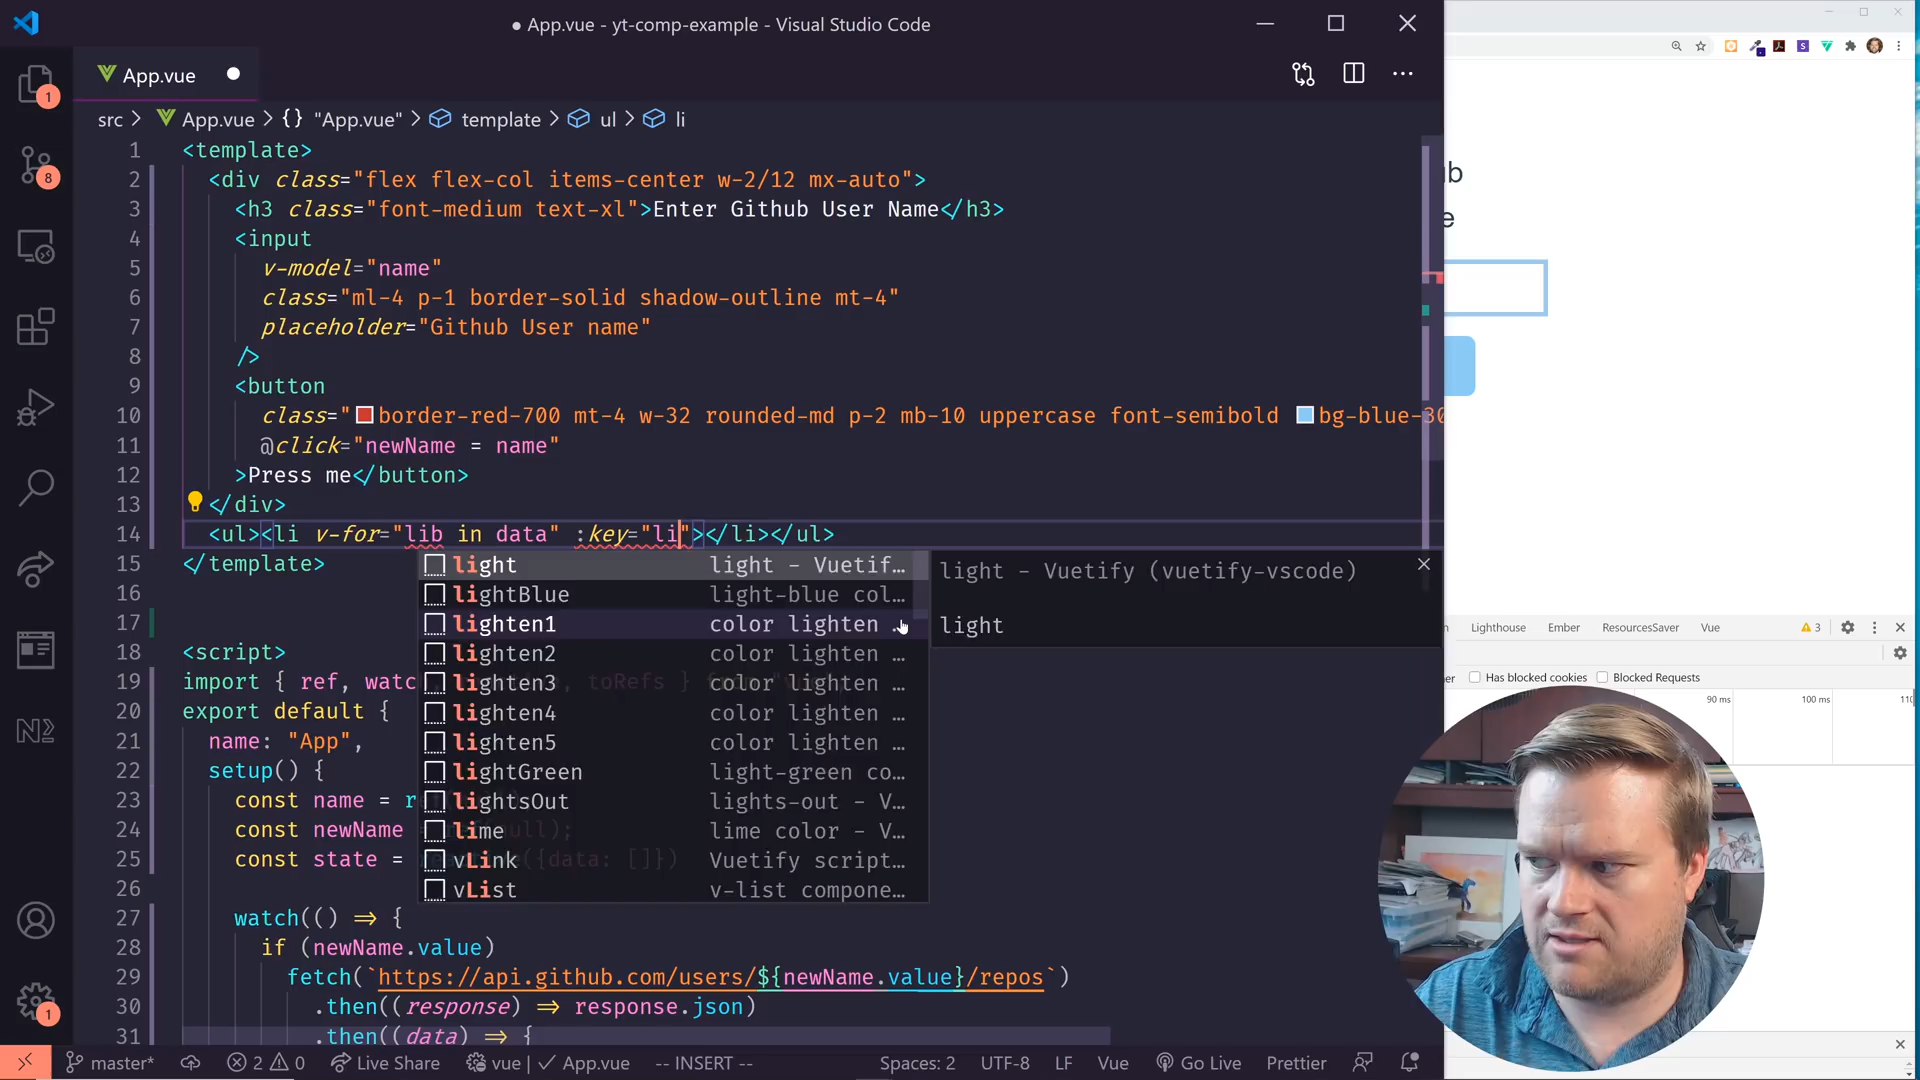 ● App.vue - yt-comp-example - Visual Studio Code
App.vue ●
src > App.vue > {} "App.vue" > template > ul > li
1 <template>
2 <div class="flex flex-col items-center w-2/12 mx-auto">
3 <h3 class="font-medium text-xl">Enter Github User Name</h3>
4 <input
5 v-model="name"
6 class="ml-4 p-1 border-solid shadow-outline mt-4"
7 placeholder="Github User name"
8 />
9 <button
10 class="border-red-700 mt-4 w-32 rounded-md p-2 mb-10 uppercase font-semibold bg-blue-30
11 @click="newName = name"
12 >Press me</button>
13 </div>
14 <ul><li v-for="lib in data" :key="li"></li></ul>
15 </template>
16
17
18 <script>
19 import { ref, watc toRefs } from
20 export default {
21 name: "App",
22 setup() {
23 const name = r
24 const newName null);
25 const state = ({data: []})
26
27 watch(() => {
28 if (newName.value)
29 fetch(`https://api.github.com/users/${newName.value}/repos`)
30 .then((response) => response.json)
31 .then((data) => {
light light - Vuetif…
lightBlue light-blue col…
lighten1 color lighten …
lighten2 color lighten …
lighten3 color lighten …
lighten4 color lighten …
lighten5 color lighten …
lightGreen light-green co…
lightsOut lights-out - V…
lime lime color - V…
vLink Vuetify script…
vList v-list compone…
light - Vuetify (vuetify-vscode)
light
1
8
1
master* 2 0 Live Share vue | ✓ App.vue -- INSERT -- Spaces: 2 UTF-8 LF Vue Go Live Prettier
b
e
Lighthouse Ember ResourcesSaver Vue 3
er Has blocked cookies Blocked Requests
90 ms 100 ms 110